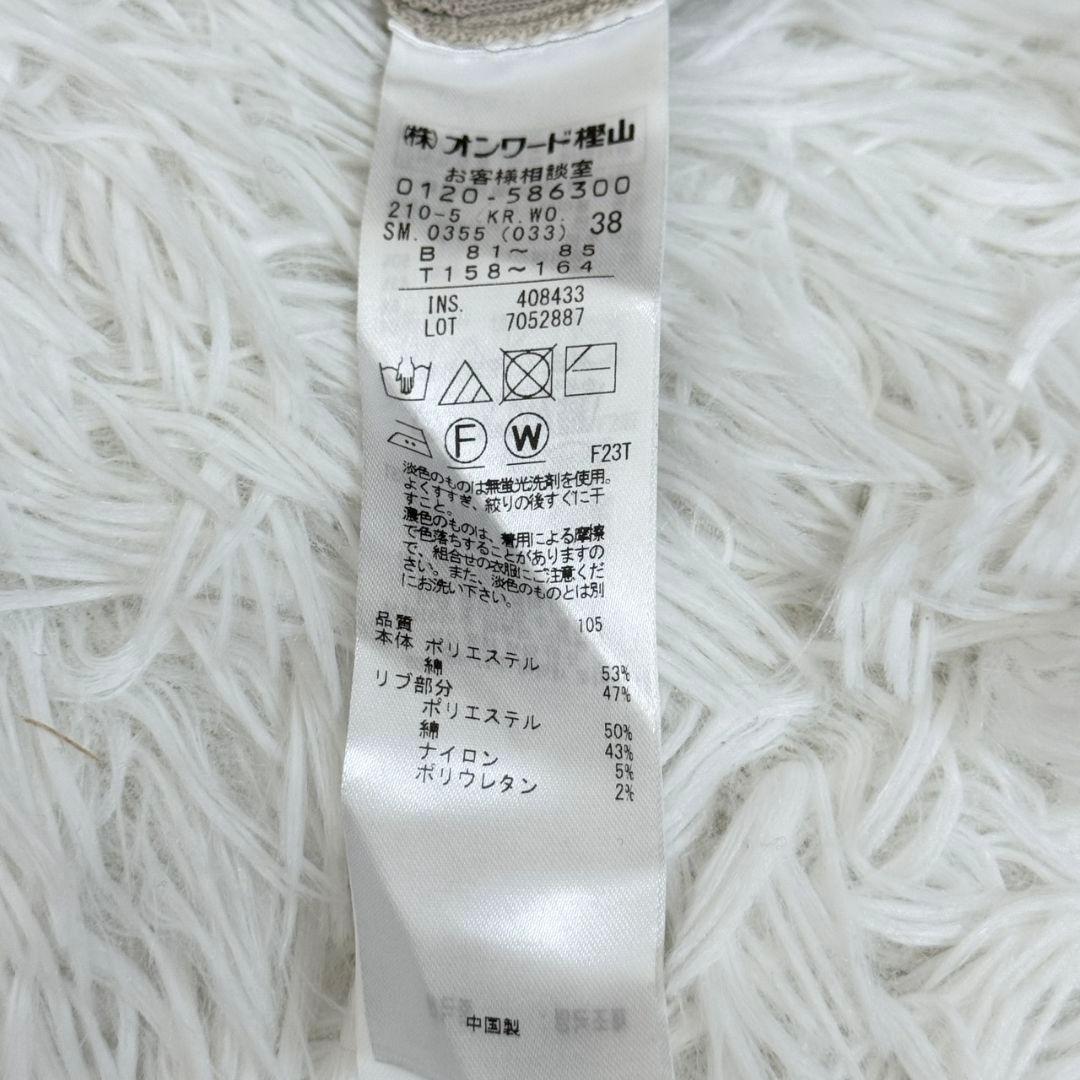 (株)オンワード樫山
お客様相談室
0120-586300
210-5 KR.WO.
SM.0355 (033) 38
B 81〜 85
T158〜164
INS. 408433
LOT 7052887
F W
F23T
淡色のものは無蛍光洗剤を使用。
よくすすぎ、絞りの後すぐに干
すこと。
濃色のものは、着用による摩擦
で色落ちすることがありますの
で、組合せの衣服にご注意くだ
さい。また、淡色のものとは別
にお洗い下さい。
品質 105
本体 ポリエステル 53%
綿 47%
リブ部分
ポリエステル 50%
綿 43%
ナイロン 5%
ポリウレタン 2%
中国製